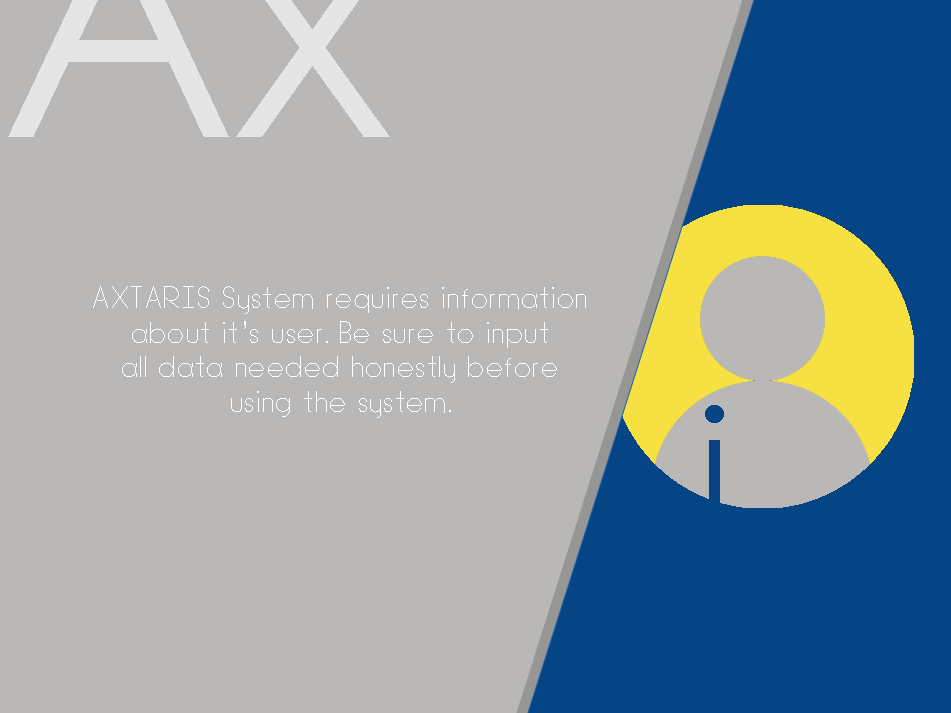 Ax
AXTARIS System requires information
about it's user. Be sure to input
all data needed honestly before
using the system.
i